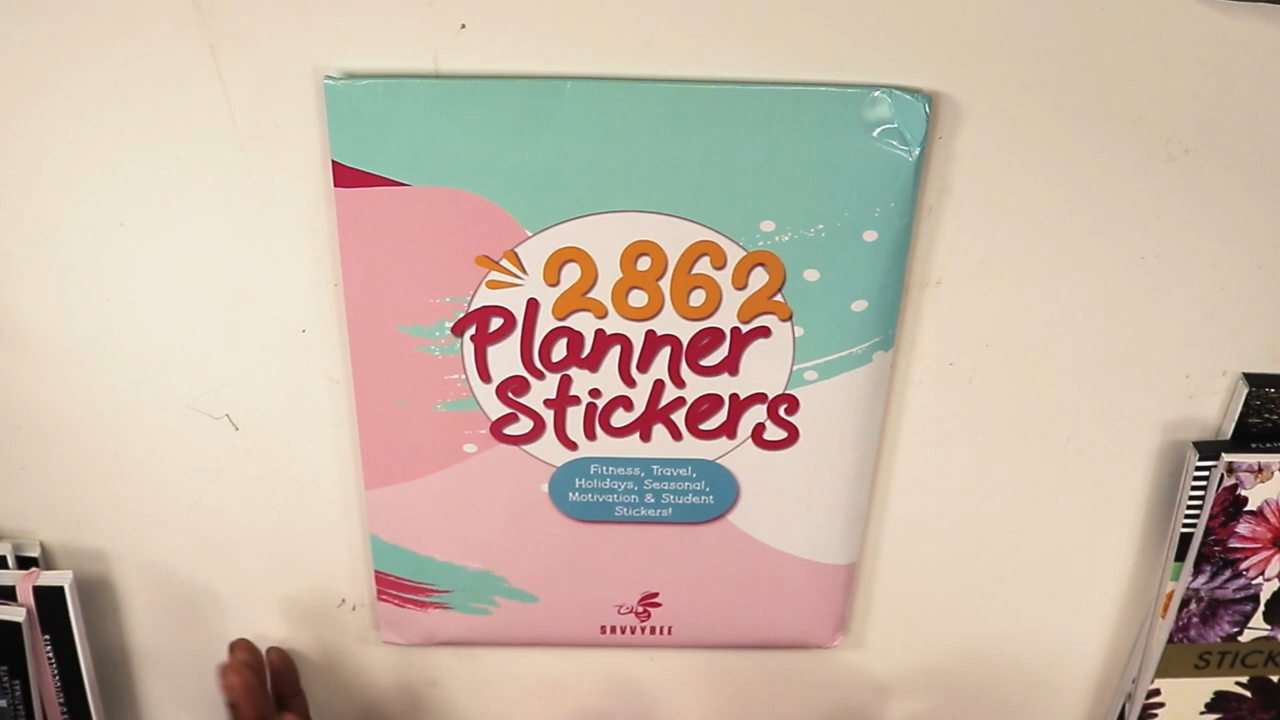 2862
Planner
Stickers
Fitness, Travel,
Holidays, Seasonal,
Motivation & Student
Stickers!
SAVVYBEE
STICK